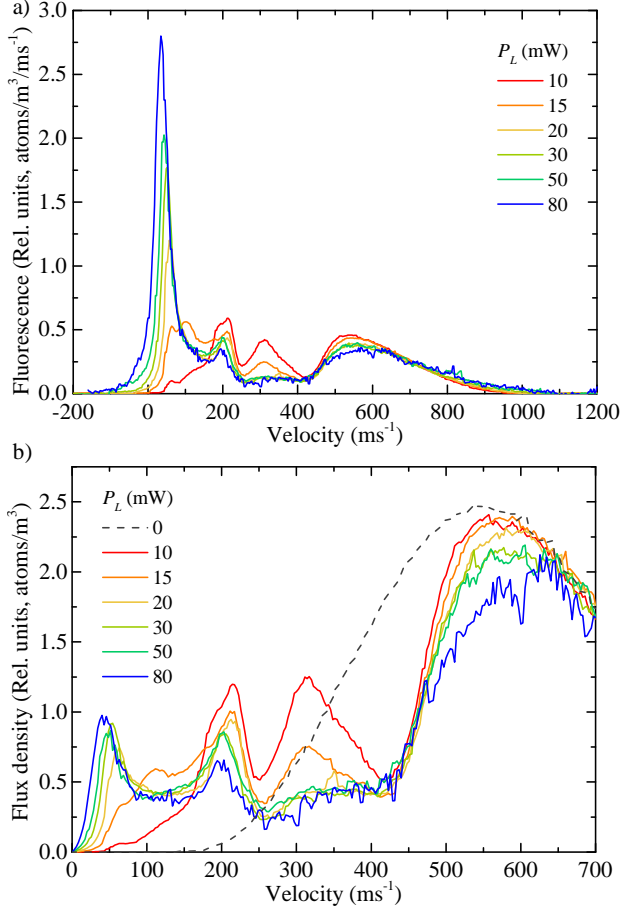 a)
3.0
2.5
2.0
1.5
1.0
0.5
0.0
Fluorescence (Rel. units, atoms/m³/ms⁻¹)
P_L (mW)
10
15
20
30
50
80
-200 0 200 400 600 800 1000 1200
Velocity (ms⁻¹)
b)
2.5
2.0
1.5
1.0
0.5
0.0
Flux density (Rel. units, atoms/m³)
P_L (mW)
0
10
15
20
30
50
80
0 100 200 300 400 500 600 700
Velocity (ms⁻¹)